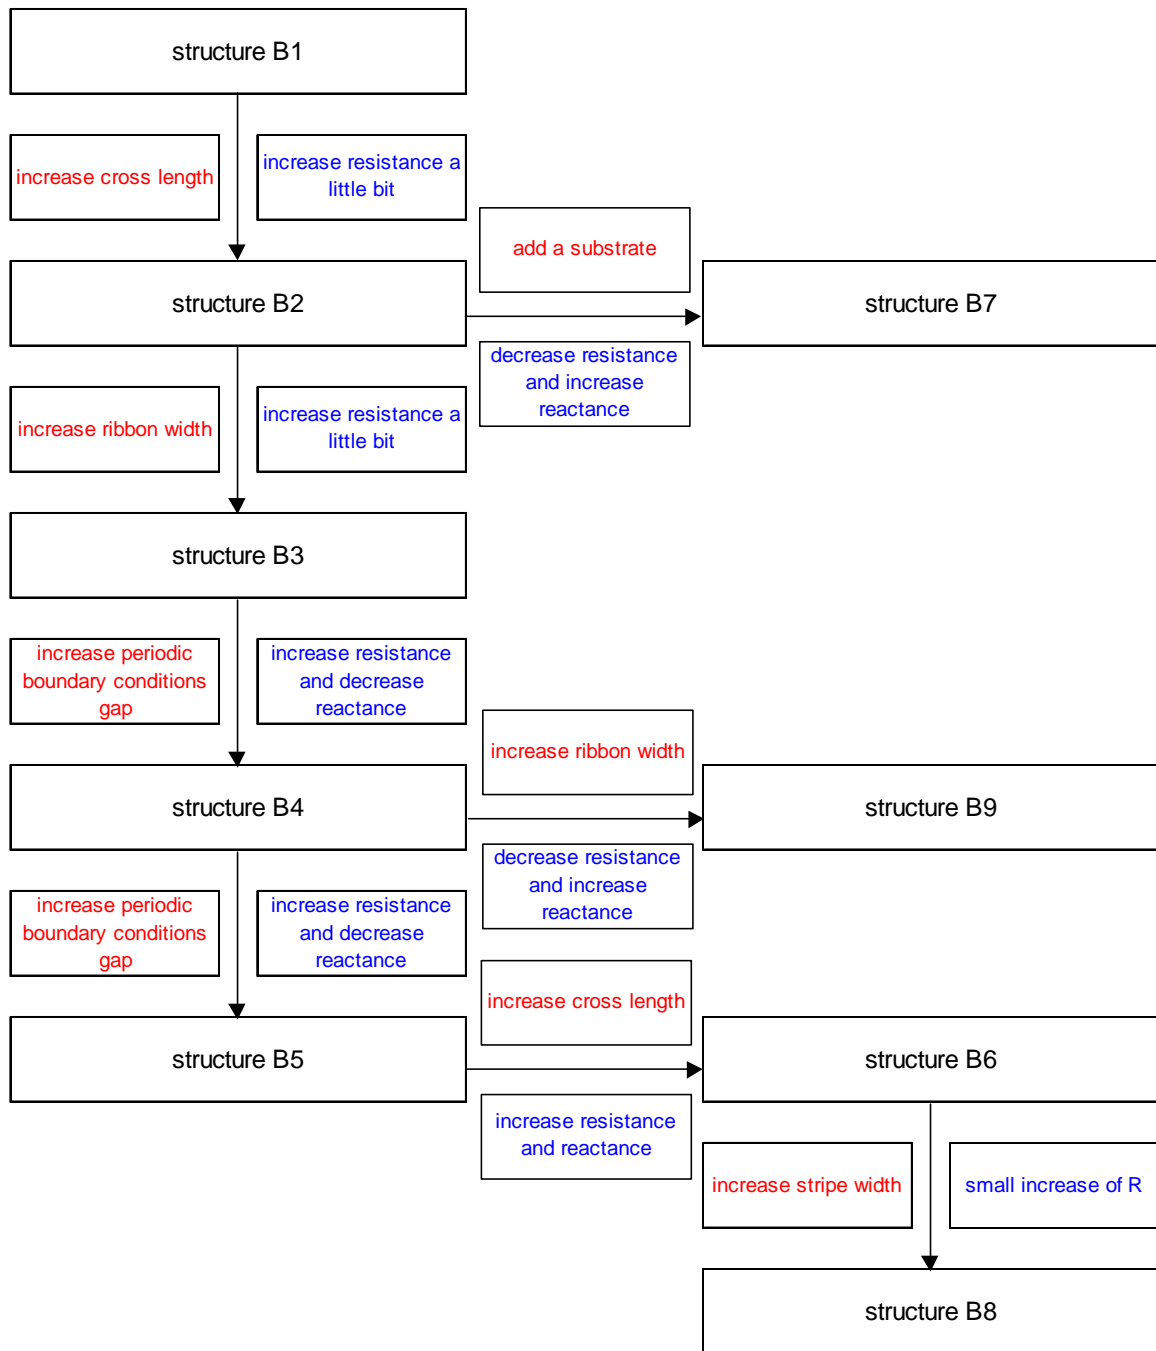 structure B1
increase cross length
increase resistance a
little bit
add a substrate
structure B2
structure B7
decrease resistance
and increase
reactance
increase ribbon width
increase resistance a
little bit
structure B3
increase periodic
boundary conditions
gap
increase resistance
and decrease
reactance
increase ribbon width
structure B4
structure B9
decrease resistance
and increase
reactance
increase periodic
boundary conditions
gap
increase resistance
and decrease
reactance
increase cross length
structure B5
structure B6
increase resistance
and reactance
increase stripe width
small increase of R
structure B8